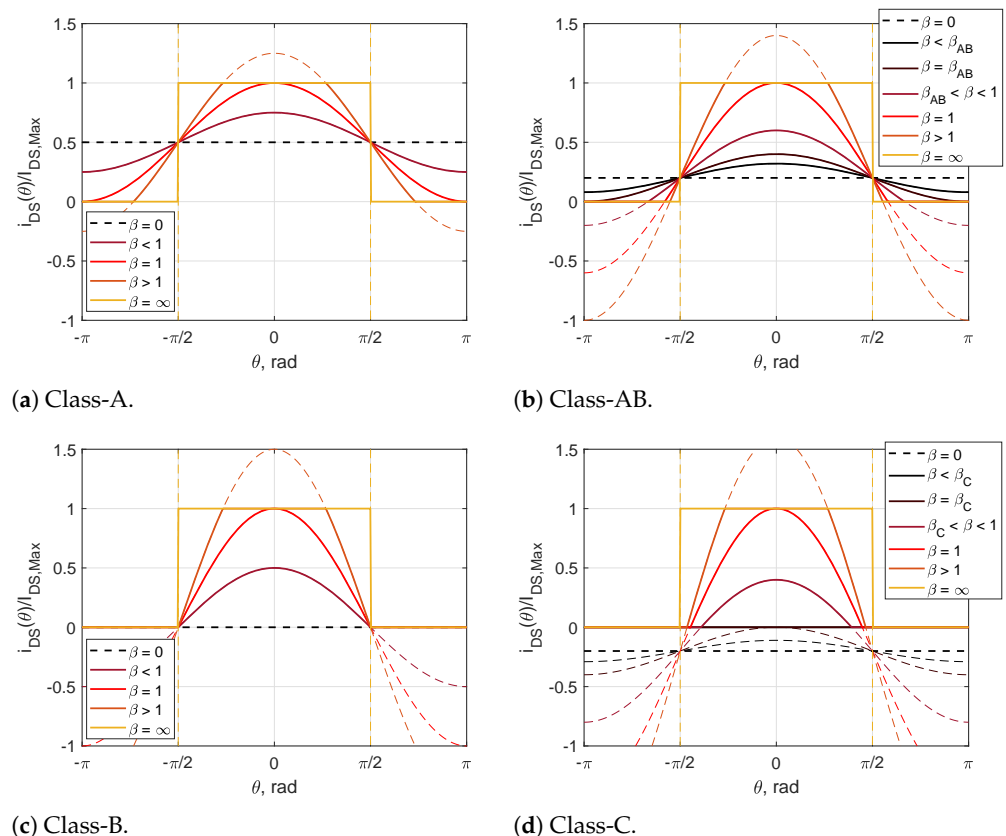 1.5
1
0.5
0
-0.5
-1
i_DS(θ)/I_DS,Max
β = 0
β < 1
β = 1
β > 1
β = ∞
-π
-π/2
0
π/2
π
θ, rad
(a) Class-A.
1.5
1
0.5
0
-0.5
-1
i_DS(θ)/I_DS,Max
β = 0
β < β_AB
β = β_AB
β_AB < β < 1
β = 1
β > 1
β = ∞
-π
-π/2
0
π/2
π
θ, rad
(b) Class-AB.
1.5
1
0.5
0
-0.5
-1
i_DS(θ)/I_DS,Max
β = 0
β < 1
β = 1
β > 1
β = ∞
-π
-π/2
0
π/2
π
θ, rad
(c) Class-B.
1.5
1
0.5
0
-0.5
-1
i_DS(θ)/I_DS,Max
β = 0
β < β_C
β = β_C
β_C < β < 1
β = 1
β > 1
β = ∞
-π
-π/2
0
π/2
π
θ, rad
(d) Class-C.